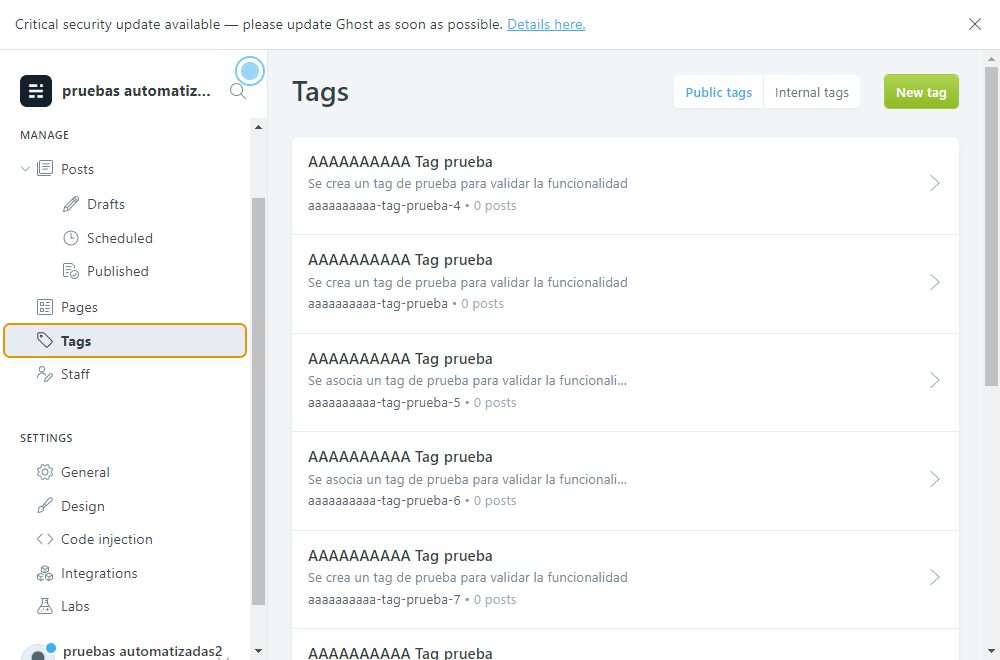 Critical security update available — please update Ghost as soon as possible. Details here.
pruebas automatiz...
MANAGE
Posts
Drafts
Scheduled
Published
Pages
Tags
Staff
SETTINGS
General
Design
Code injection
Integrations
Labs
pruebas automatizadas2
Tags
Public tags
Internal tags
New tag
AAAAAAAAAA Tag prueba
Se crea un tag de prueba para validar la funcionalidad
aaaaaaaaaa-tag-prueba-4 • 0 posts
AAAAAAAAAA Tag prueba
Se crea un tag de prueba para validar la funcionalidad
aaaaaaaaaa-tag-prueba • 0 posts
AAAAAAAAAA Tag prueba
Se asocia un tag de prueba para validar la funcionali...
aaaaaaaaaa-tag-prueba-5 • 0 posts
AAAAAAAAAA Tag prueba
Se asocia un tag de prueba para validar la funcionali...
aaaaaaaaaa-tag-prueba-6 • 0 posts
AAAAAAAAAA Tag prueba
Se crea un tag de prueba para validar la funcionalidad
aaaaaaaaaa-tag-prueba-7 • 0 posts
AAAAAAAAAA Tag prueba